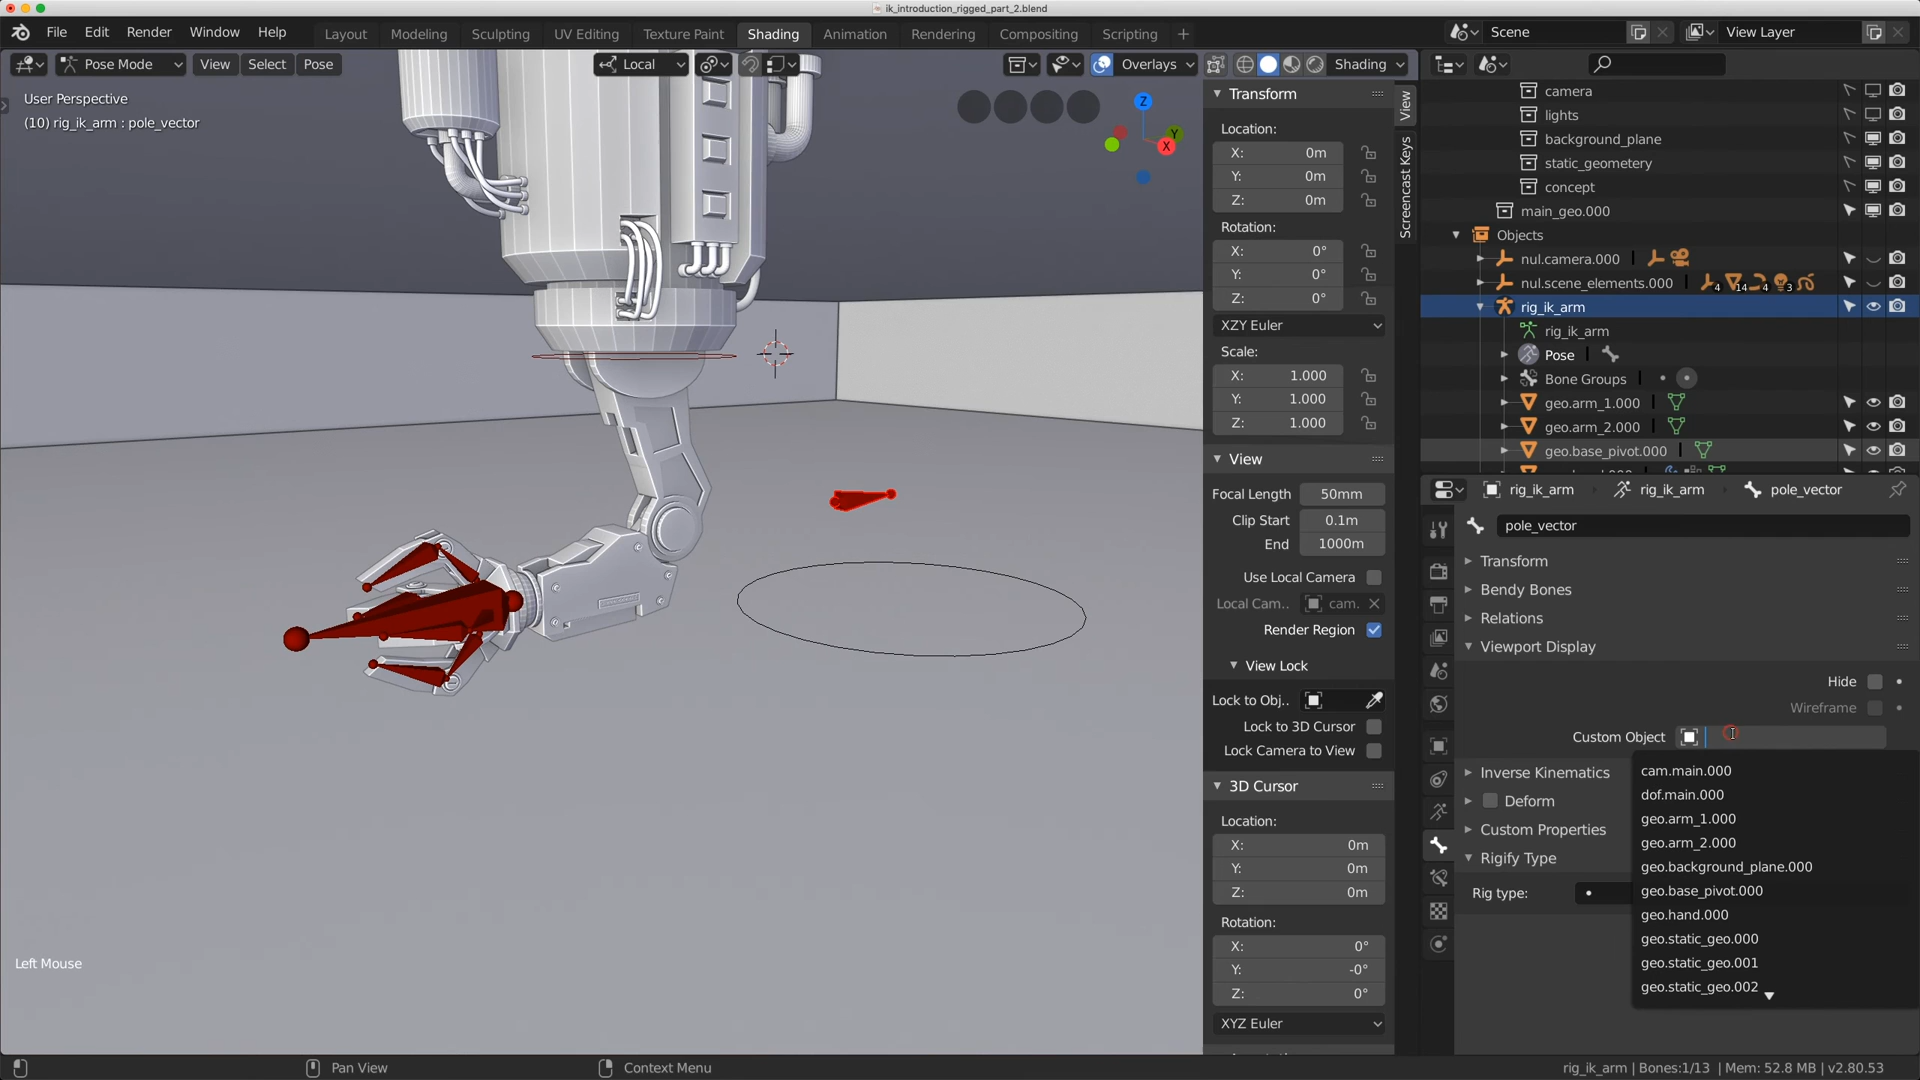 ik_introduction_rigged_part_2.blend
File Edit Render Window Help Layout Modeling Sculpting UV Editing Texture Paint Shading Animation Rendering Compositing Scripting + Scene View Layer
Pose Mode View Select Pose Local Overlays Shading
User Perspective
(10) rig_ik_arm : pole_vector
Z
Y
X
Left Mouse
View
Screencast Keys
Transform
Location:
X: 0m
Y: 0m
Z: 0m
Rotation:
X: 0°
Y: 0°
Z: 0°
XZY Euler
Scale:
X: 1.000
Y: 1.000
Z: 1.000
View
Focal Length 50mm
Clip Start 0.1m
End 1000m
Use Local Camera
Local Cam.. cam.
Render Region
View Lock
Lock to Obj..
Lock to 3D Cursor
Lock Camera to View
3D Cursor
Location:
X: 0m
Y: 0m
Z: 0m
Rotation:
X: 0°
Y: -0°
Z: 0°
XYZ Euler
camera
lights
background_plane
static_geometery
concept
main_geo.000
Objects
nul.camera.000
nul.scene_elements.000 4 14 4 3
rig_ik_arm
rig_ik_arm
Pose
Bone Groups
geo.arm_1.000
geo.arm_2.000
geo.base_pivot.000
rig_ik_arm rig_ik_arm pole_vector
pole_vector
Transform
Bendy Bones
Relations
Viewport Display
Hide
Wireframe
Custom Object
Inverse Kinematics
Deform
Custom Properties
Rigify Type
Rig type:
cam.main.000
dof.main.000
geo.arm_1.000
geo.arm_2.000
geo.background_plane.000
geo.base_pivot.000
geo.hand.000
geo.static_geo.000
geo.static_geo.001
geo.static_geo.002
Pan View Context Menu rig_ik_arm | Bones:1/13 | Mem: 52.8 MB | v2.80.53